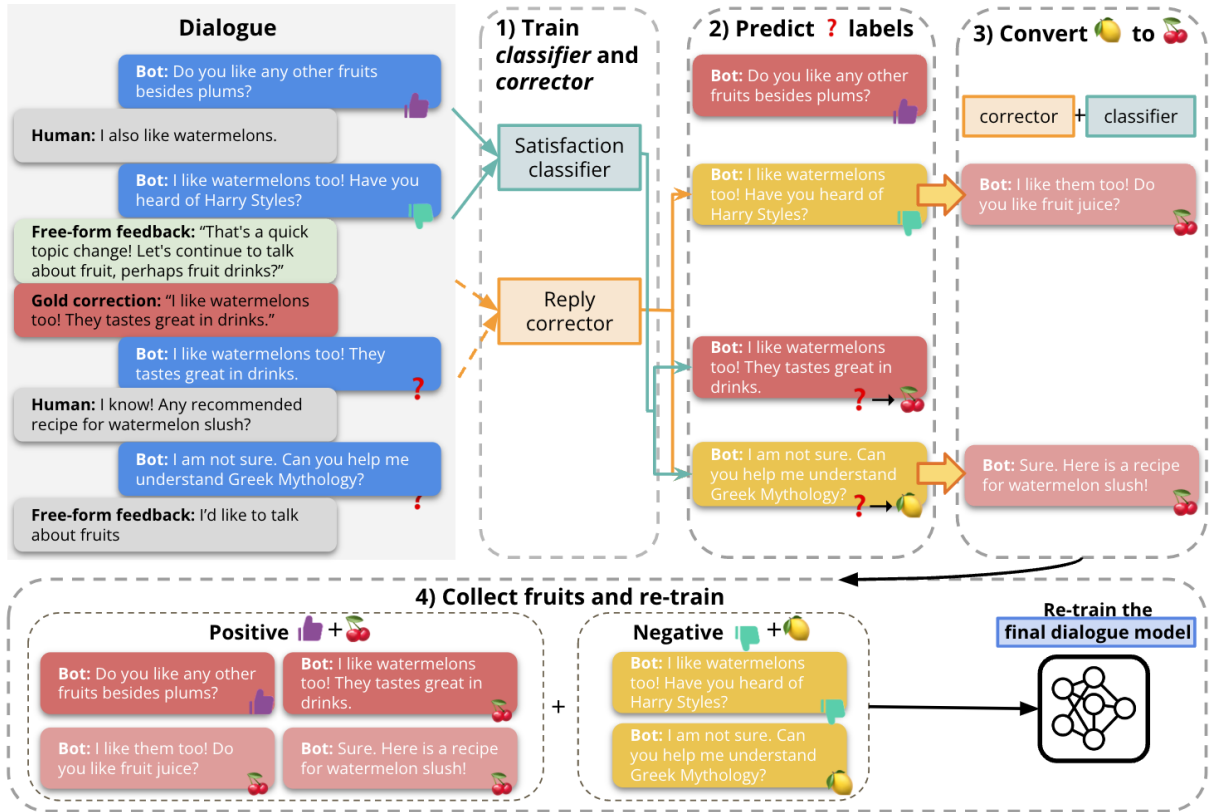 Dialogue
Bot: Do you like any other fruits
besides plums?
Human: I also like watermelons.
Bot: I like watermelons too! Have you
heard of Harry Styles?
Free-form feedback: “That's a quick
topic change! Let's continue to talk
about fruit, perhaps fruit drinks?”
Gold correction: “I like watermelons
too! They tastes great in drinks.”
Bot: I like watermelons too! They
tastes great in drinks.
?
Human: I know! Any recommended
recipe for watermelon slush?
Bot: I am not sure. Can you help me
understand Greek Mythology?
?
Free-form feedback: I’d like to talk
about fruits
1) Train
classifier and
corrector
Satisfaction
classifier
Reply
corrector
2) Predict ? labels
Bot: Do you like any other
fruits besides plums?
Bot: I like watermelons
too! Have you heard of
Harry Styles?
Bot: I like watermelons
too! They tastes great in
drinks.
? →
Bot: I am not sure. Can
you help me understand
Greek Mythology?
? →
3) Convert 🍋 to 🍒
corrector + classifier
Bot: I like them too! Do
you like fruit juice?
Bot: Sure. Here is a recipe
for watermelon slush!
4) Collect fruits and re-train
Positive 👍+🍒
Bot: Do you like any other
fruits besides plums?
Bot: I like watermelons
too! They tastes great in
drinks.
Bot: I like them too! Do
you like fruit juice?
Bot: Sure. Here is a recipe
for watermelon slush!
+
Negative 👎+🍋
Bot: I like watermelons
too! Have you heard of
Harry Styles?
Bot: I am not sure. Can
you help me understand
Greek Mythology?
Re-train the
final dialogue model